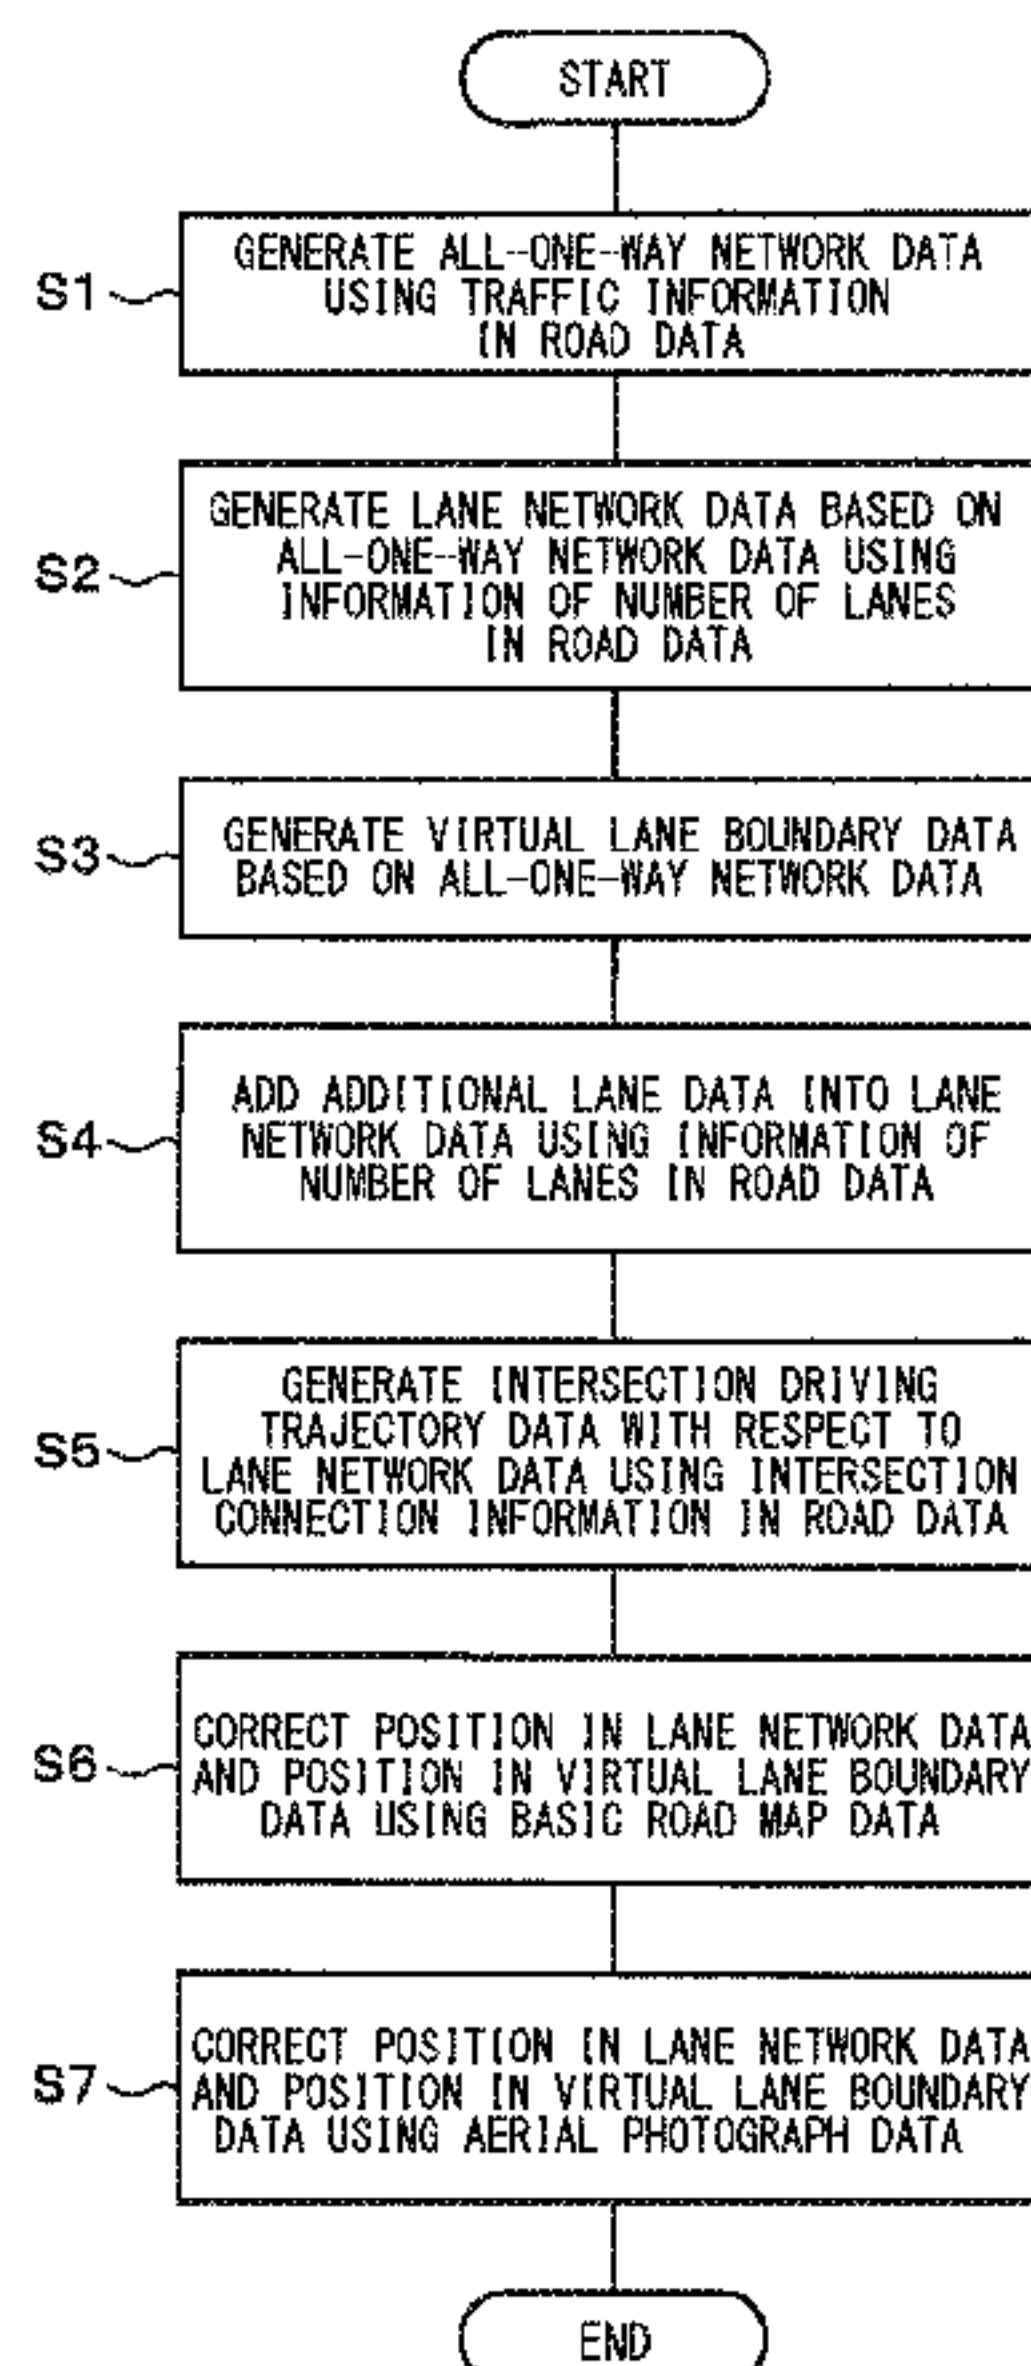 START
S1
GENERATE ALL-ONE-WAY NETWORK DATA
USING TRAFFIC INFORMATION
IN ROAD DATA
S2
GENERATE LANE NETWORK DATA BASED ON
ALL-ONE-WAY NETWORK DATA USING
INFORMATION OF NUMBER OF LANES
IN ROAD DATA
S3
GENERATE VIRTUAL LANE BOUNDARY DATA
BASED ON ALL-ONE-WAY NETWORK DATA
S4
ADD ADDITIONAL LANE DATA INTO LANE
NETWORK DATA USING INFORMATION OF
NUMBER OF LANES IN ROAD DATA
S5
GENERATE INTERSECTION DRIVING
TRAJECTORY DATA WITH RESPECT TO
LANE NETWORK DATA USING INTERSECTION
CONNECTION INFORMATION IN ROAD DATA
S6
CORRECT POSITION IN LANE NETWORK DATA
AND POSITION IN VIRTUAL LANE BOUNDARY
DATA USING BASIC ROAD MAP DATA
S7
CORRECT POSITION IN LANE NETWORK DATA
AND POSITION IN VIRTUAL LANE BOUNDARY
DATA USING AERIAL PHOTOGRAPH DATA
END